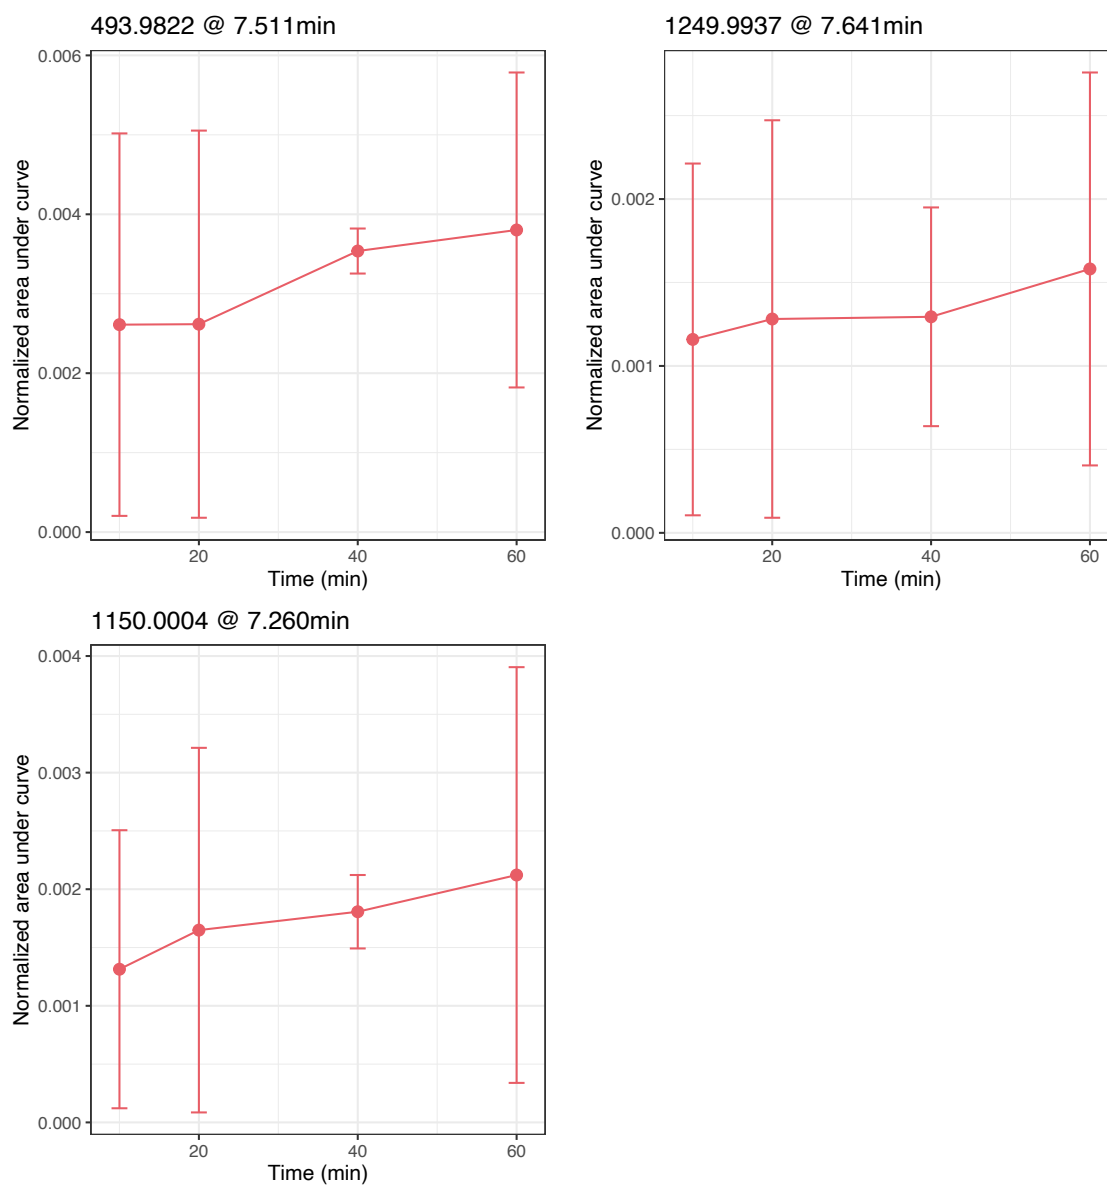 493.9822 @ 7.511min
Normalized area under curve
0.006
0.004
0.002
0.000
20 40 60
Time (min)
1249.9937 @ 7.641min
Normalized area under curve
0.002
0.001
0.000
20 40 60
Time (min)
1150.0004 @ 7.260min
Normalized area under curve
0.004
0.003
0.002
0.001
0.000
20 40 60
Time (min)